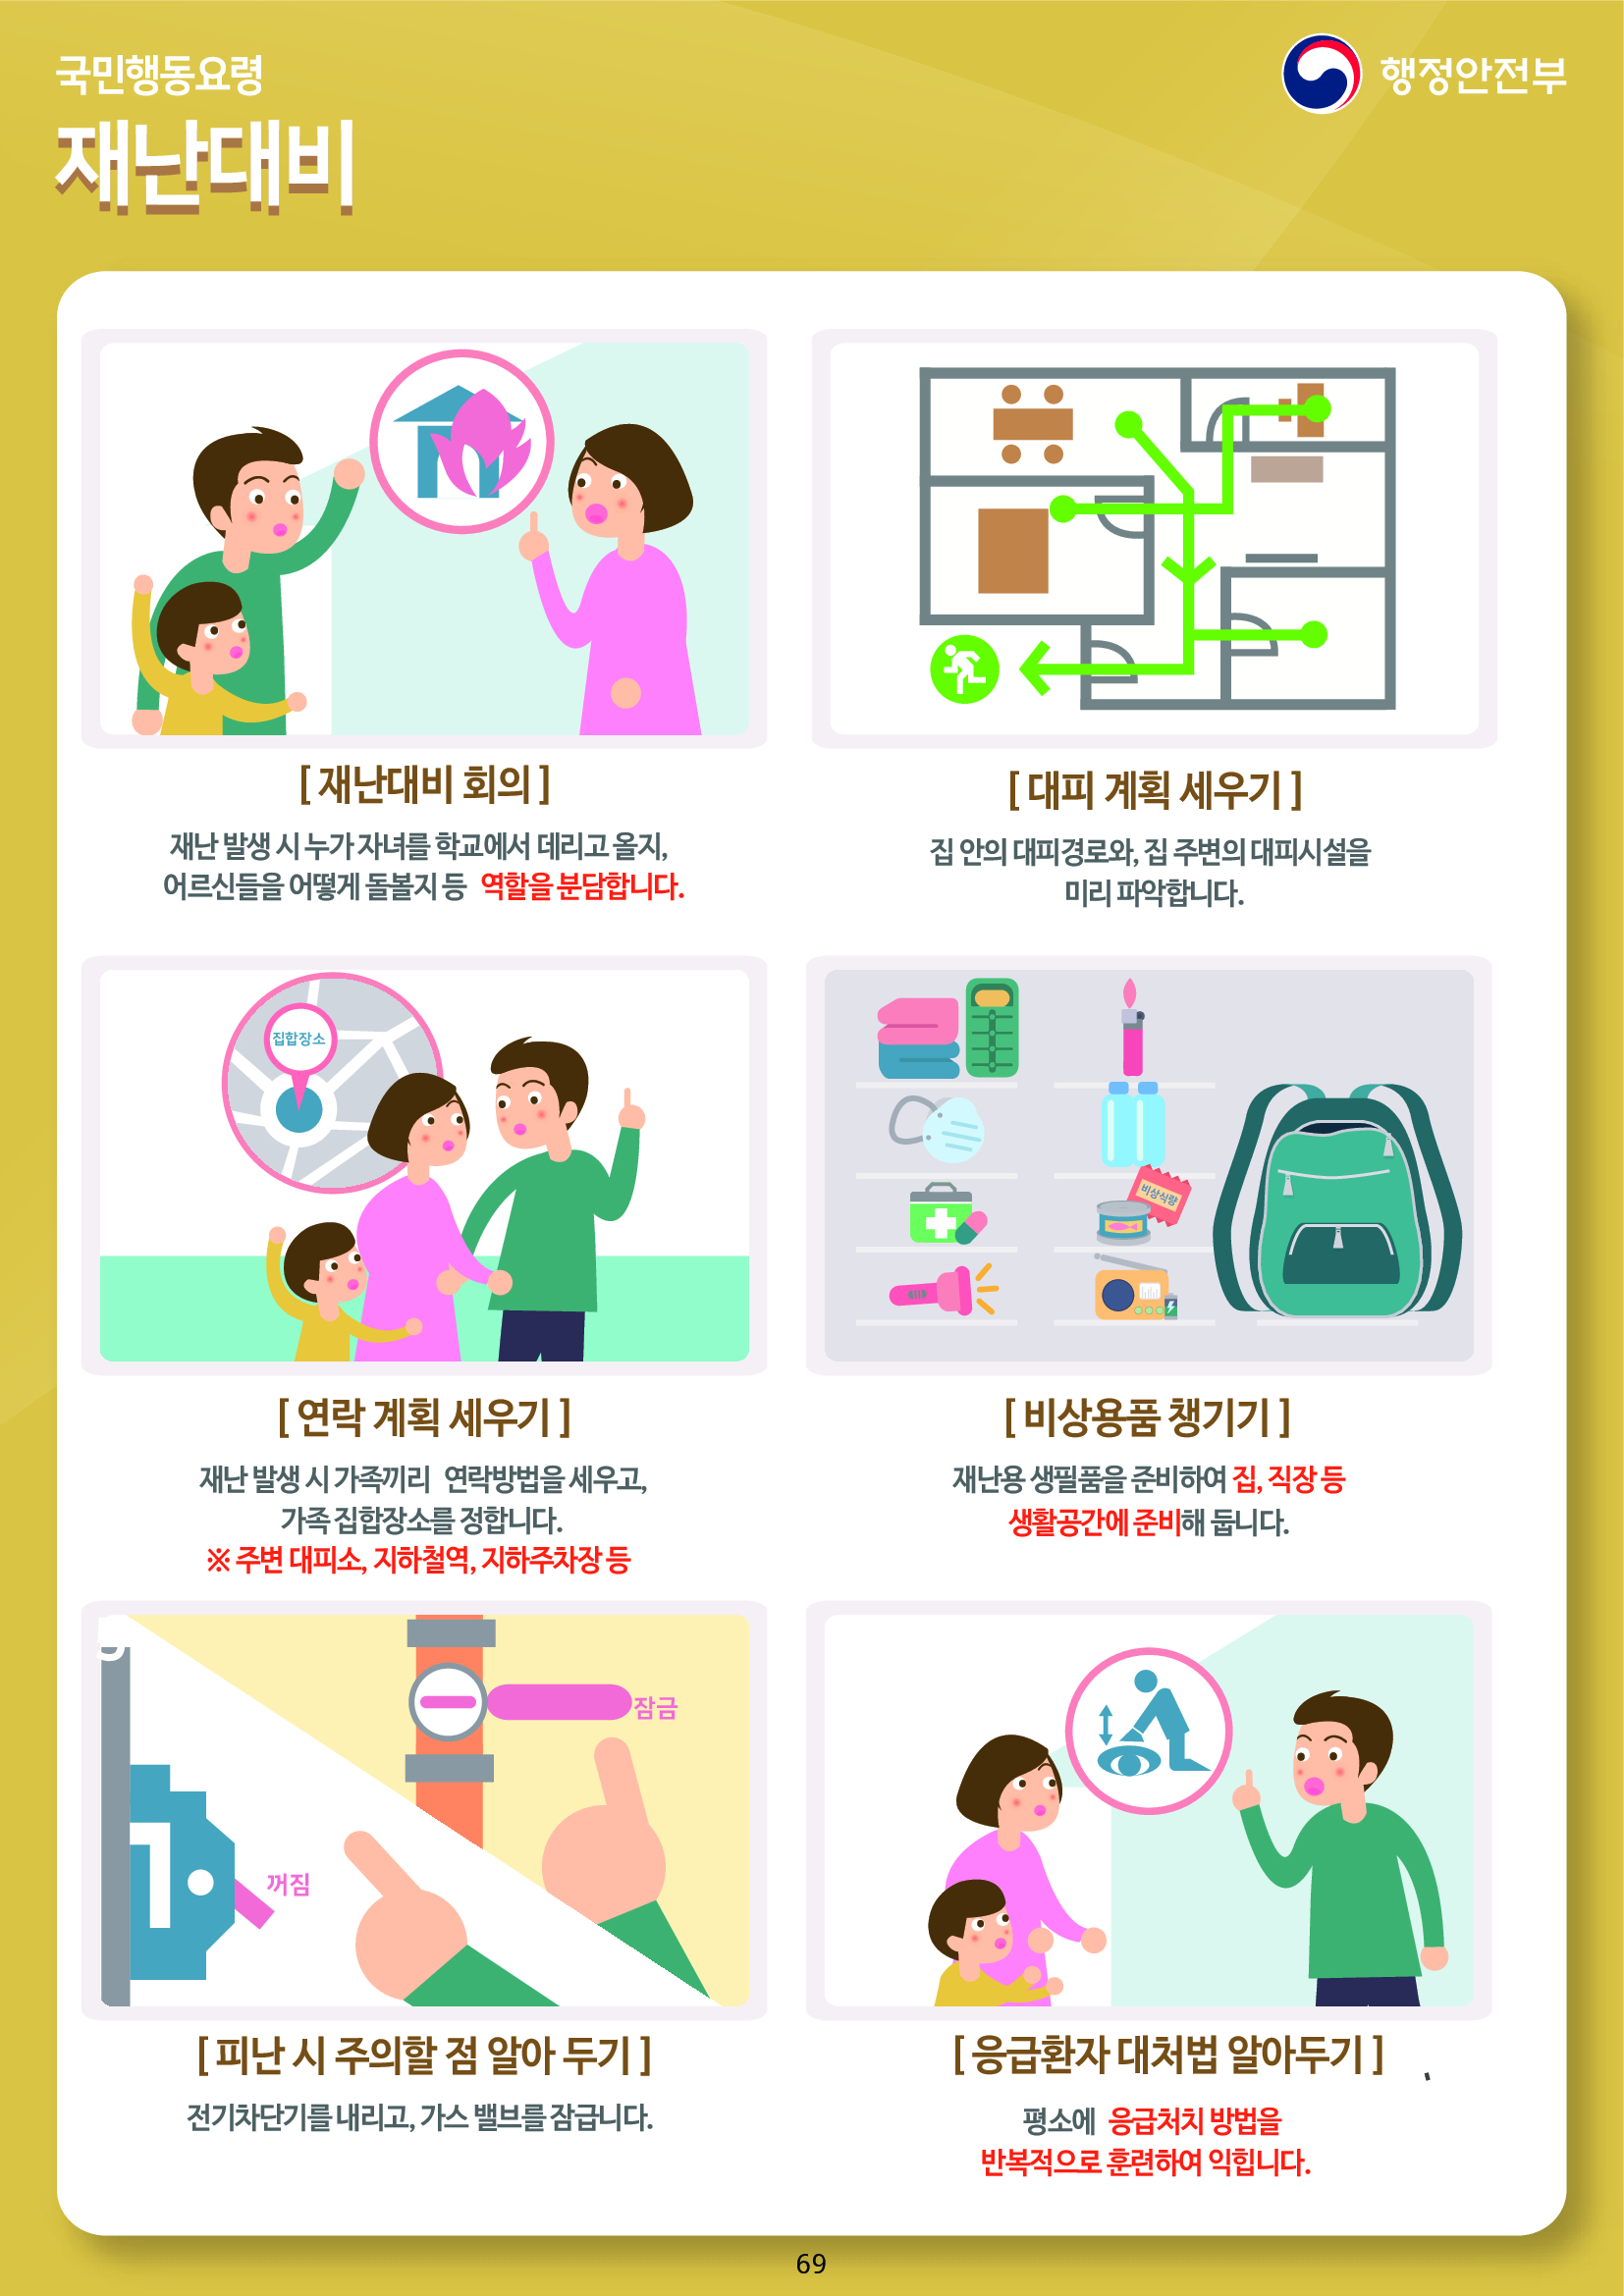 국민행동요령
행정안전부
재난대비
[ 재난대비 회의 ]
재난 발생 시 누가 자녀를 학교에서 데리고 올지,
어르신들을 어떻게 돌볼지 등 역할을 분담합니다.
[ 대피 계획 세우기 ]
집 안의 대피경로와, 집 주변의 대피시설을
미리 파악합니다.
집합장소
[ 연락 계획 세우기 ]
재난 발생 시 가족끼리 연락방법을 세우고,
가족 집합장소를 정합니다.
※ 주변 대피소, 지하철역, 지하주차장 등
비상식량
[ 비상용품 챙기기 ]
재난용 생필품을 준비하여 집, 직장 등
생활공간에 준비해 둡니다.
잠금
꺼짐
[ 피난 시 주의할 점 알아 두기 ]
전기차단기를 내리고, 가스 밸브를 잠급니다.
[ 응급환자 대처법 알아두기 ]
평소에 응급처치 방법을
반복적으로 훈련하여 익힙니다.
69